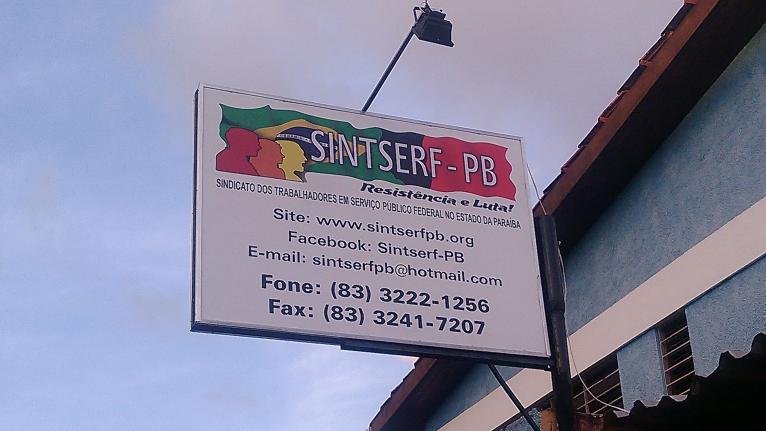 SINTSERF - PB
Resistência e Luta!
SINDICATO DOS TRABALHADORES EM SERVIÇO PÚBLICO FEDERAL NO ESTADO DA PARAÍBA
Site: www.sintserfpb.org
Facebook: Sintserf-PB
E-mail: sintserfpb@hotmail.com
Fone: (83) 3222-1256
Fax: (83) 3241-7207